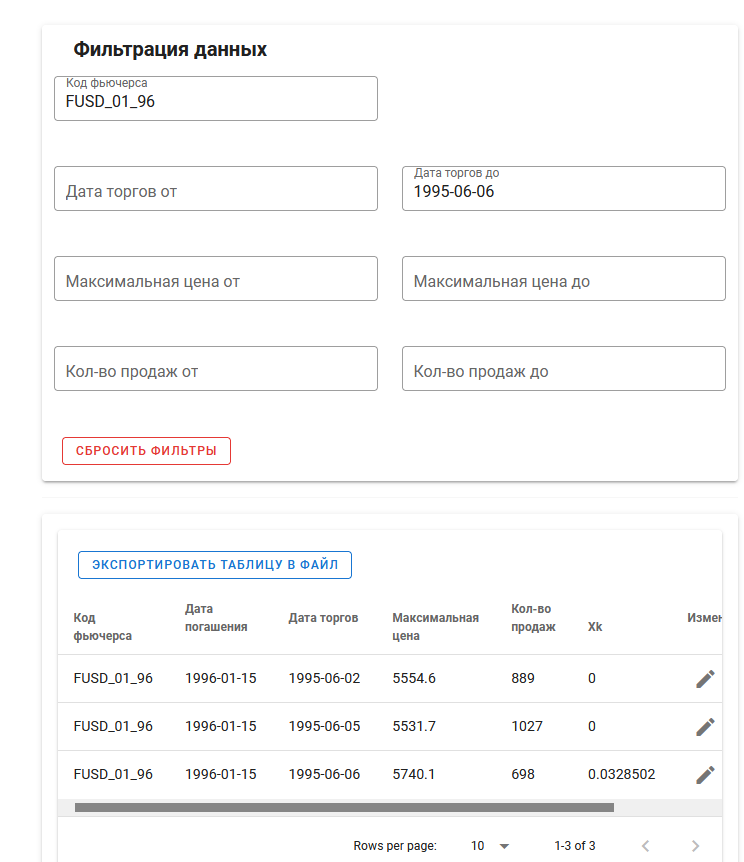 Фильтрация данных
Код фьючерса
FUSD_01_96
Дата торгов от
Дата торгов до
1995-06-06
Максимальная цена от
Максимальная цена до
Кол-во продаж от
Кол-во продаж до
СБРОСИТЬ ФИЛЬТРЫ
ЭКСПОРТИРОВАТЬ ТАБЛИЦУ В ФАЙЛ
Код фьючерса Дата погашения Дата торгов Максимальная цена Кол-во продаж Xk Измен
FUSD_01_96 1996-01-15 1995-06-02 5554.6 889 0
FUSD_01_96 1996-01-15 1995-06-05 5531.7 1027 0
FUSD_01_96 1996-01-15 1995-06-06 5740.1 698 0.0328502
Rows per page: 10 1-3 of 3